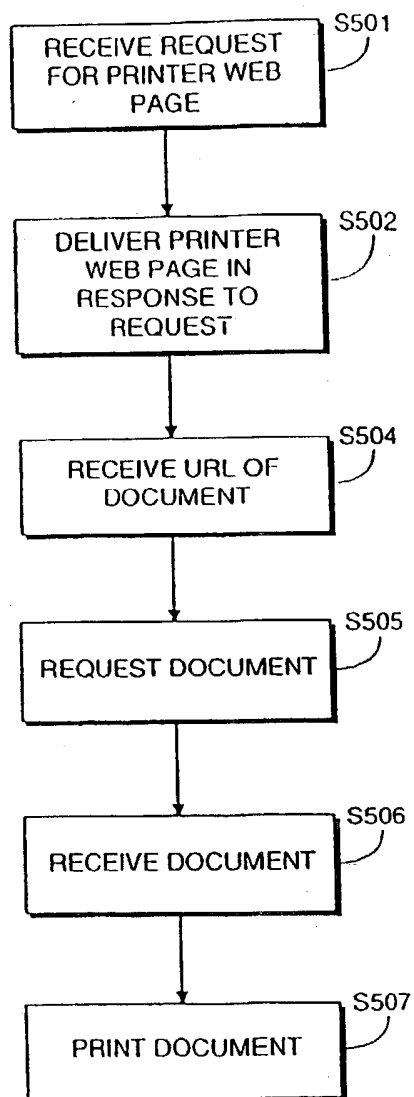 S501
RECEIVE REQUEST
FOR PRINTER WEB
PAGE
S502
DELIVER PRINTER
WEB PAGE IN
RESPONSE TO
REQUEST
S504
RECEIVE URL OF
DOCUMENT
S505
REQUEST DOCUMENT
S506
RECEIVE DOCUMENT
S507
PRINT DOCUMENT